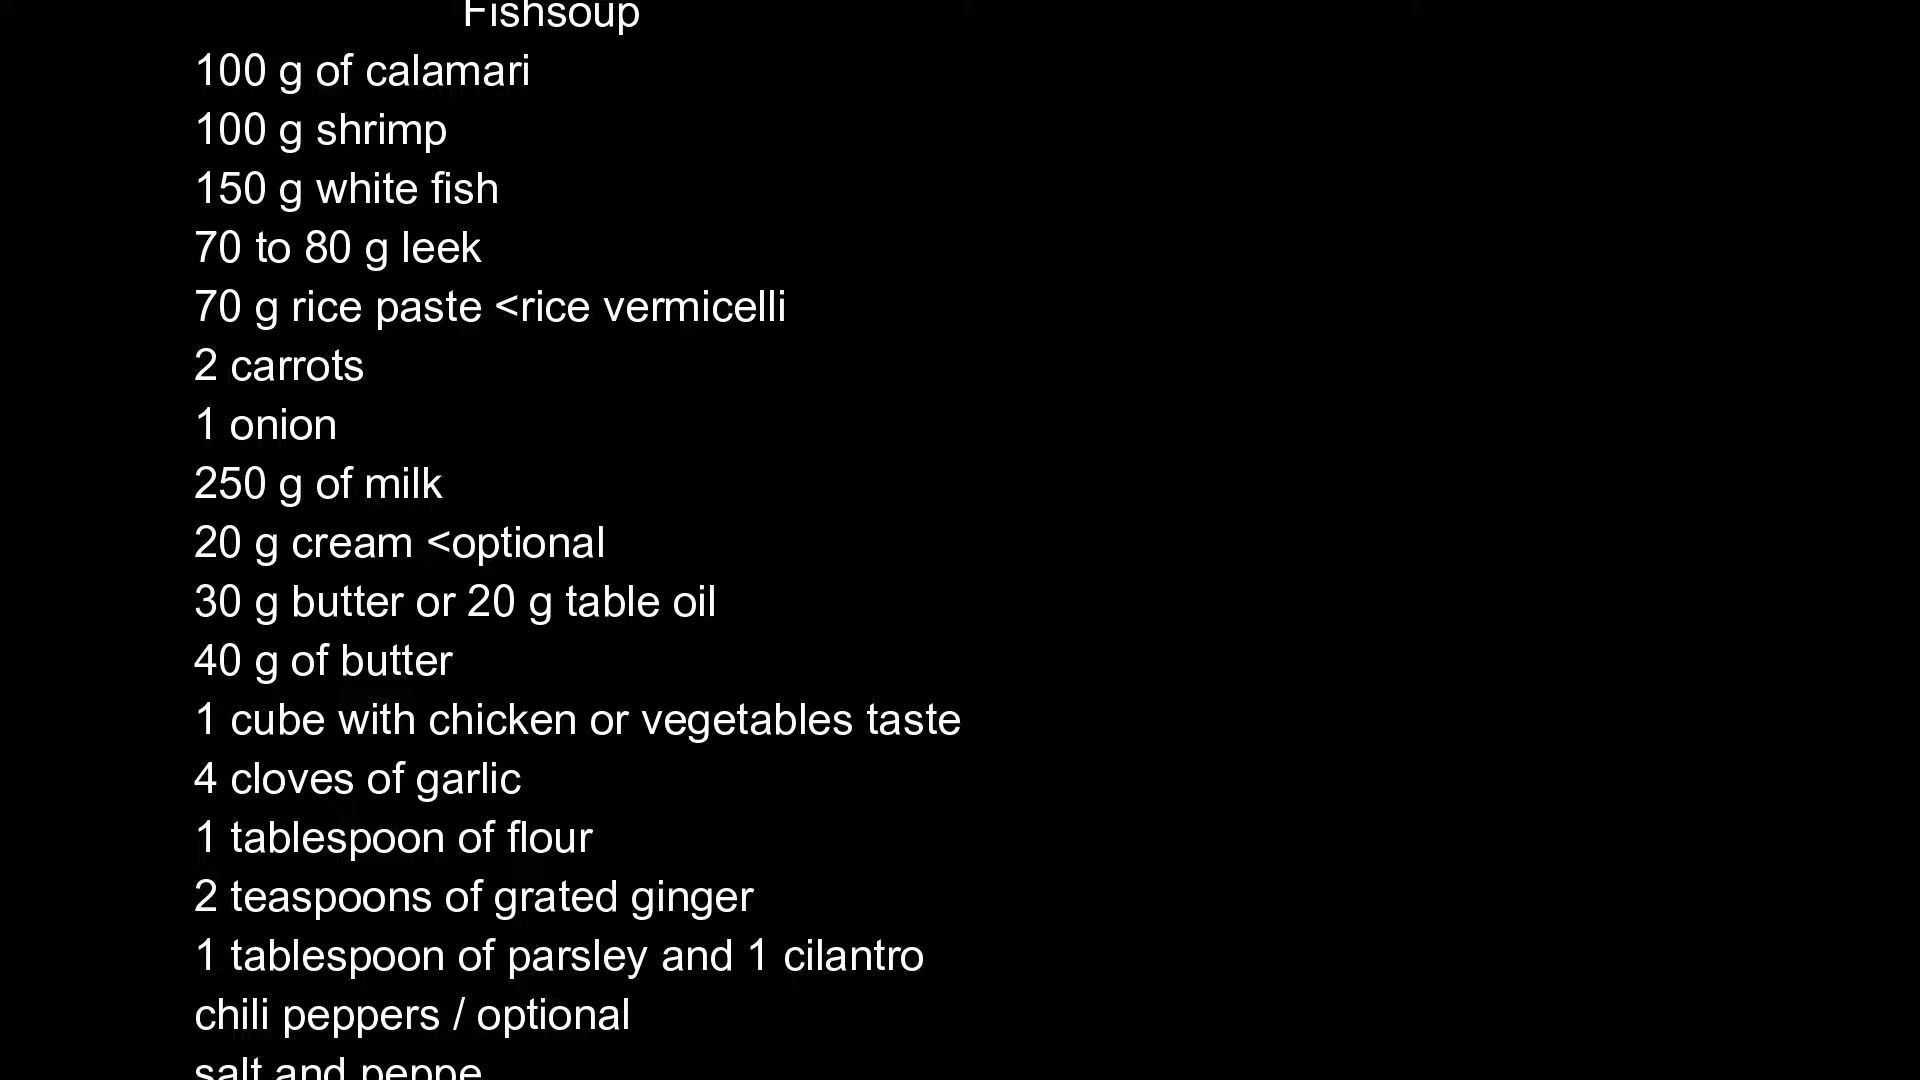 Fishsoup
100 g of calamari
100 g shrimp
150 g white fish
70 to 80 g leek
70 g rice paste <rice vermicelli
2 carrots
1 onion
250 g of milk
20 g cream <optional
30 g butter or 20 g table oil
40 g of butter
1 cube with chicken or vegetables taste
4 cloves of garlic
1 tablespoon of flour
2 teaspoons of grated ginger
1 tablespoon of parsley and 1 cilantro
chili peppers / optional
salt and peppe